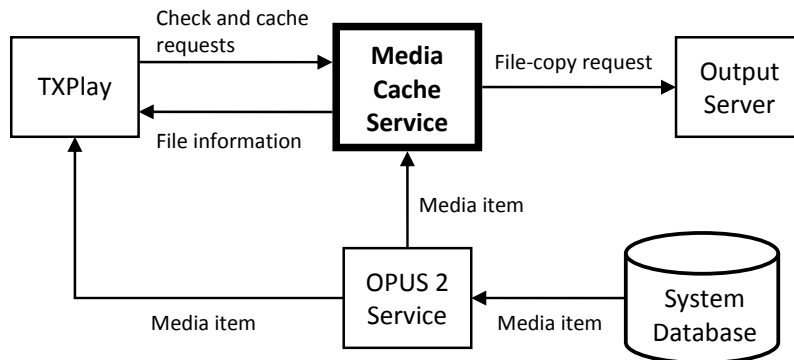 Check and cache
requests
TXPlay
Media
Cache
Service
File-copy request
Output
Server
File information
Media item
OPUS 2
Service
Media item
Media item
System
Database